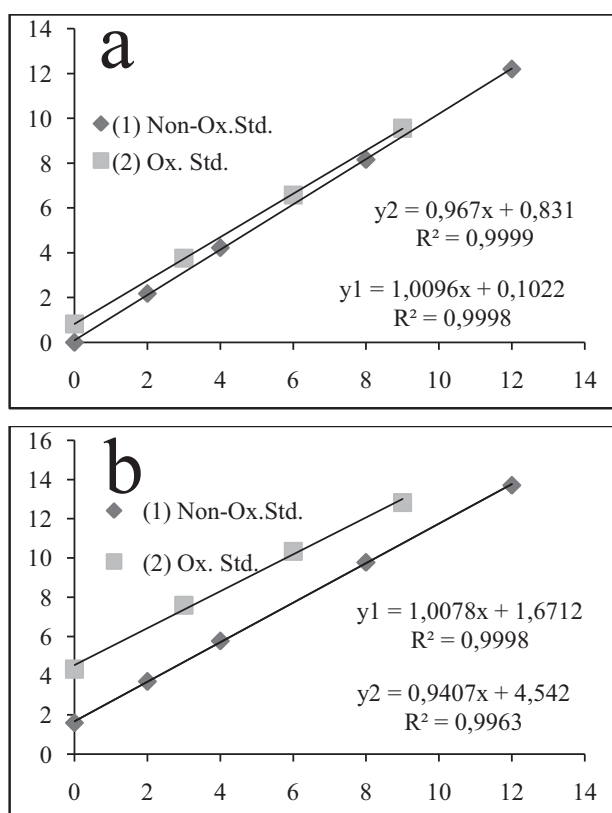 a
14
12
10
8
6
4
2
0
(1) Non-Ox.Std.
(2) Ox. Std.
y2 = 0,967x + 0,831
R² = 0,9999
y1 = 1,0096x + 0,1022
R² = 0,9998
0 2 4 6 8 10 12 14
b
16
14
12
10
8
6
4
2
0
(1) Non-Ox.Std.
(2) Ox. Std.
y1 = 1,0078x + 1,6712
R² = 0,9998
y2 = 0,9407x + 4,542
R² = 0,9963
0 2 4 6 8 10 12 14